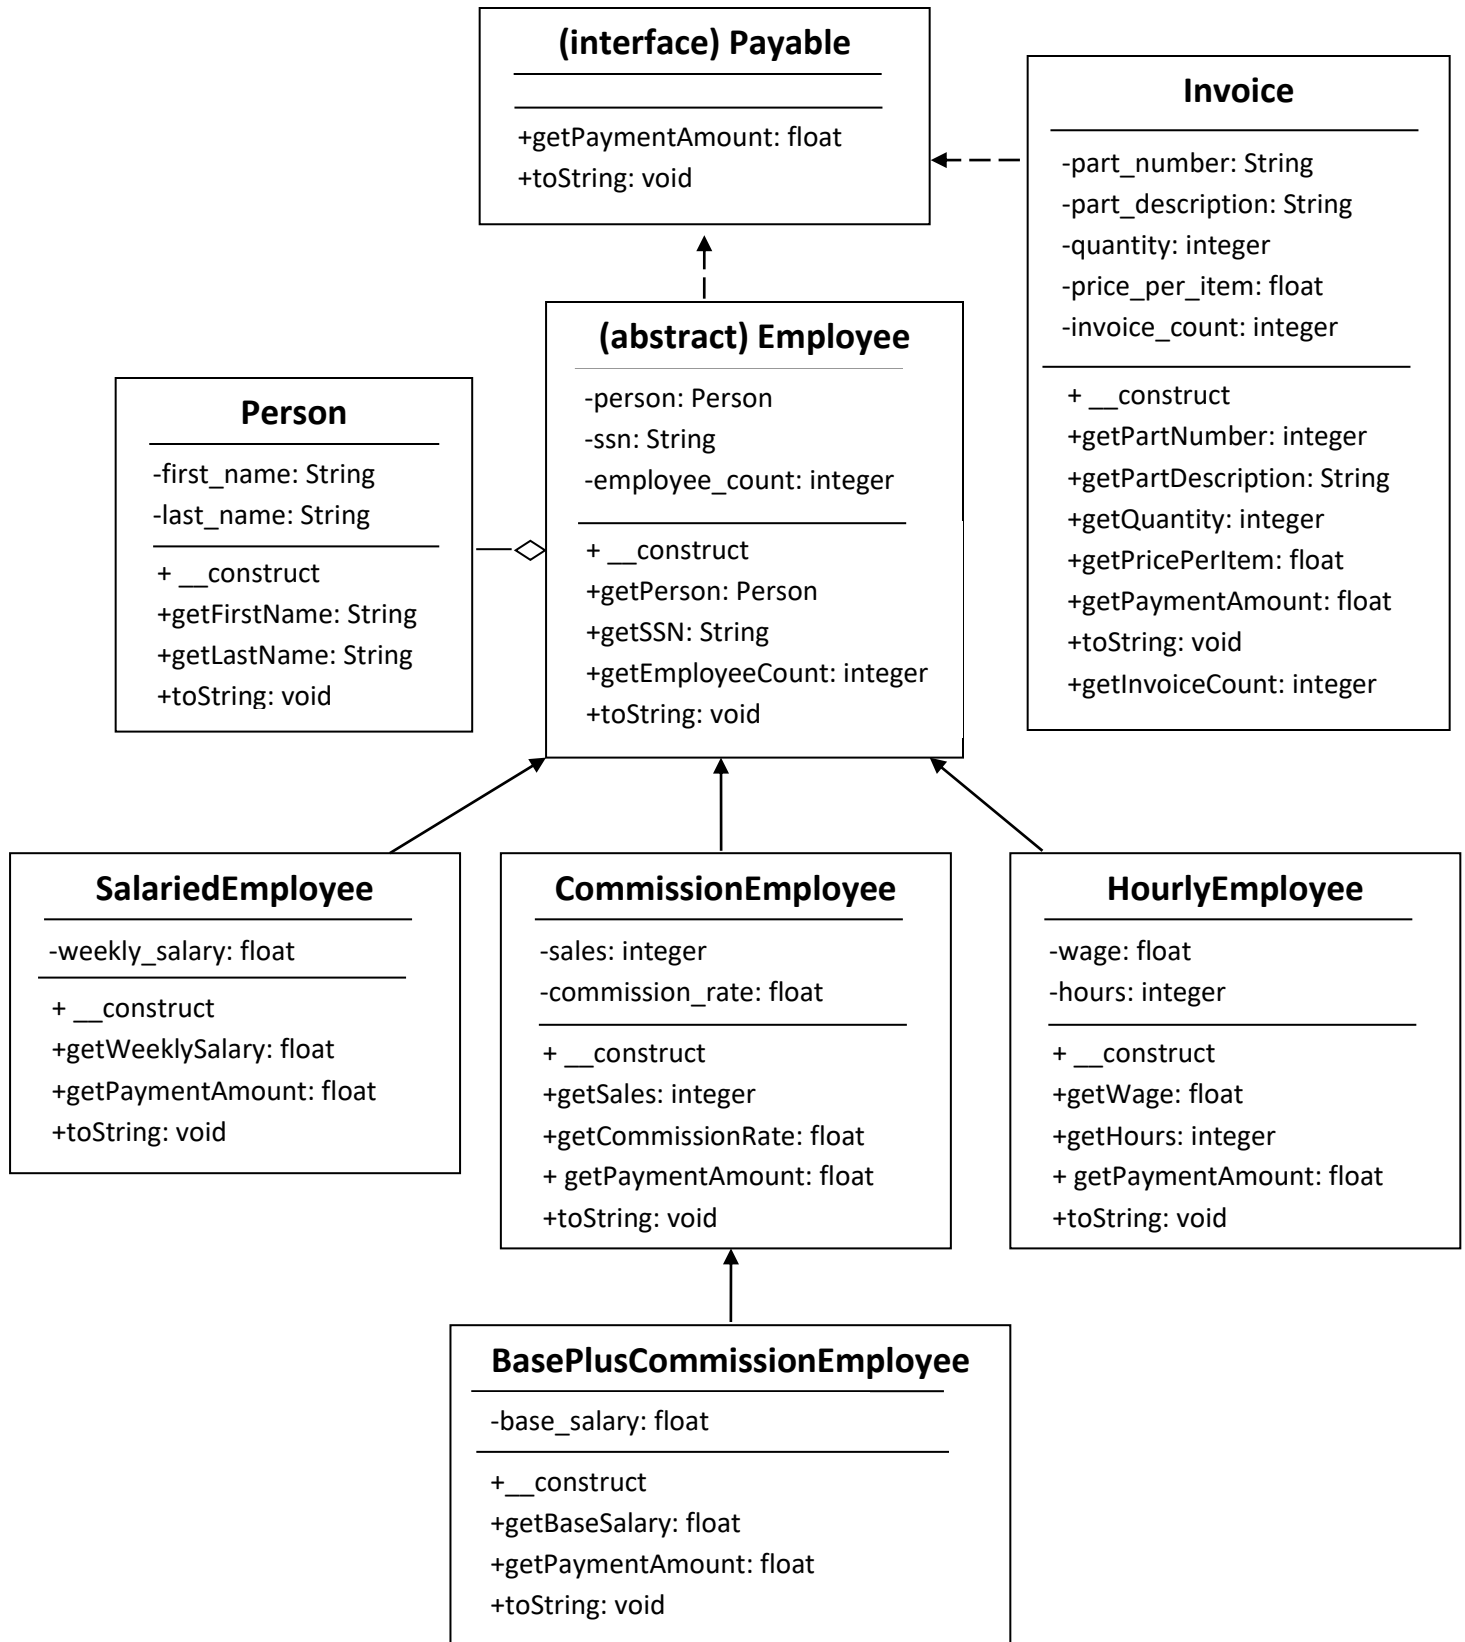 (interface) Payable
+getPaymentAmount: float
+toString: void
Invoice
-part_number: String
-part_description: String
-quantity: integer
-price_per_item: float
-invoice_count: integer
+ __construct
+getPartNumber: integer
+getPartDescription: String
+getQuantity: integer
+getPricePerItem: float
+getPaymentAmount: float
+toString: void
+getInvoiceCount: integer
(abstract) Employee
-person: Person
-ssn: String
-employee_count: integer
+ __construct
+getPerson: Person
+getSSN: String
+getEmployeeCount: integer
+toString: void
Person
-first_name: String
-last_name: String
+ __construct
+getFirstName: String
+getLastName: String
+toString: void
SalariedEmployee
-weekly_salary: float
+ __construct
+getWeeklySalary: float
+getPaymentAmount: float
+toString: void
CommissionEmployee
-sales: integer
-commission_rate: float
+ __construct
+getSales: integer
+getCommissionRate: float
+ getPaymentAmount: float
+toString: void
HourlyEmployee
-wage: float
-hours: integer
+ __construct
+getWage: float
+getHours: integer
+ getPaymentAmount: float
+toString: void
BasePlusCommissionEmployee
-base_salary: float
+__construct
+getBaseSalary: float
+getPaymentAmount: float
+toString: void